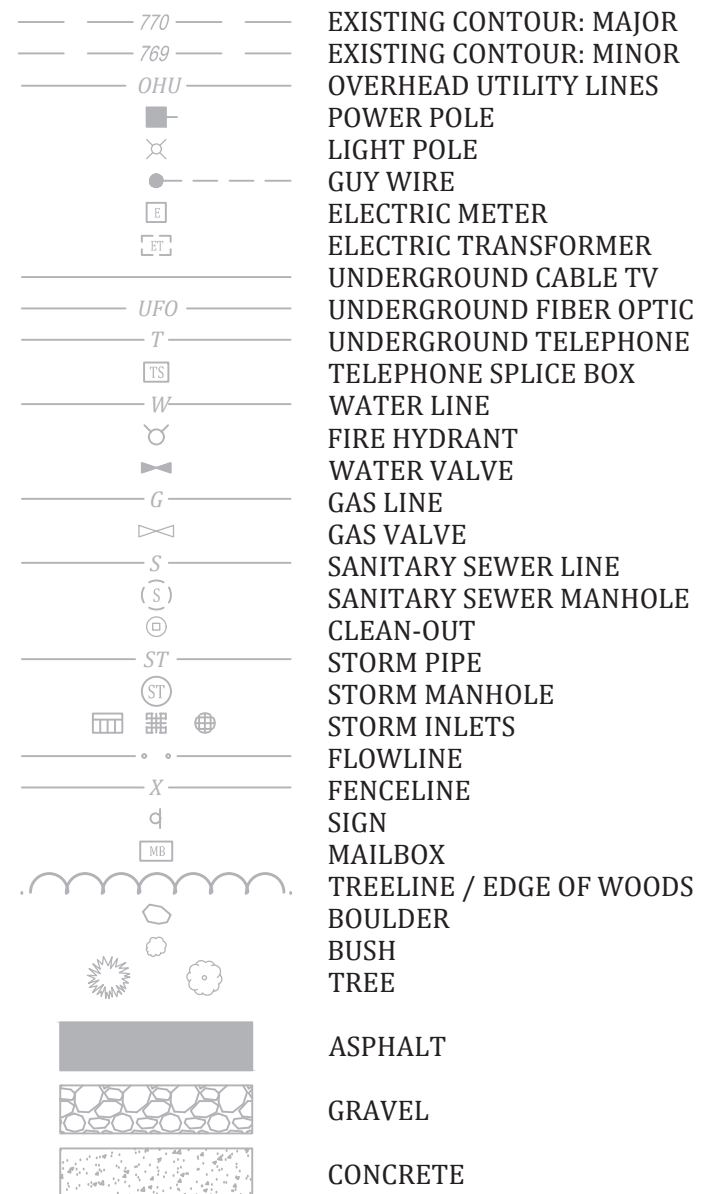 770 EXISTING CONTOUR: MAJOR
769 EXISTING CONTOUR: MINOR
OHU OVERHEAD UTILITY LINES
POWER POLE
LIGHT POLE
GUY WIRE
E ELECTRIC METER
ET ELECTRIC TRANSFORMER
UNDERGROUND CABLE TV
UFO UNDERGROUND FIBER OPTIC
T UNDERGROUND TELEPHONE
TS TELEPHONE SPLICE BOX
W WATER LINE
FIRE HYDRANT
WATER VALVE
G GAS LINE
GAS VALVE
S SANITARY SEWER LINE
S SANITARY SEWER MANHOLE
CLEAN-OUT
ST STORM PIPE
ST STORM MANHOLE
STORM INLETS
FLOWLINE
X FENCELINE
SIGN
MB MAILBOX
TREELINE / EDGE OF WOODS
BOULDER
BUSH
TREE
ASPHALT
GRAVEL
CONCRETE